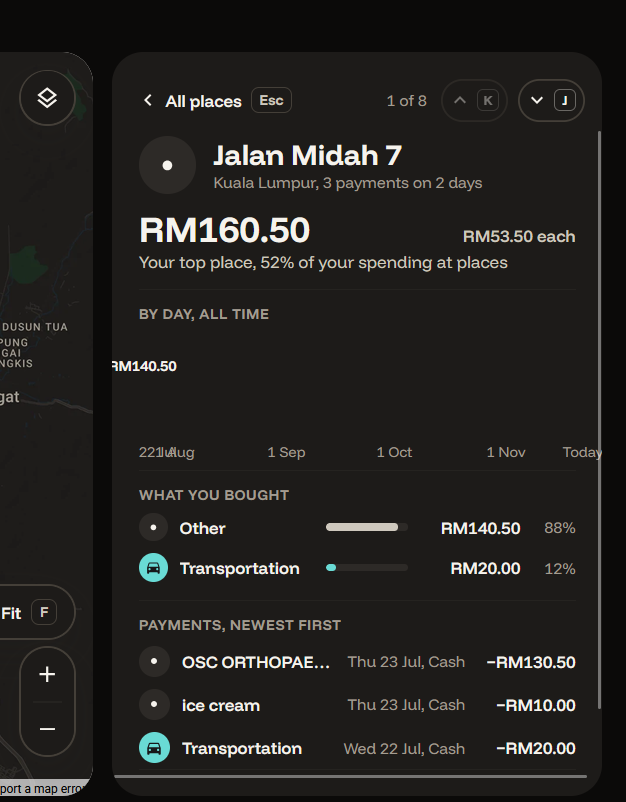 All places Esc 1 of 8 K J
Jalan Midah 7
Kuala Lumpur, 3 payments on 2 days
RM160.50 RM53.50 each
Your top place, 52% of your spending at places
BY DAY, ALL TIME
RM140.50
1 Sep 1 Oct 1 Nov Today
WHAT YOU BOUGHT
Other RM140.50 88%
Transportation RM20.00 12%
PAYMENTS, NEWEST FIRST
OSC ORTHOPAE... Thu 23 Jul, Cash −RM130.50
ice cream Thu 23 Jul, Cash −RM10.00
Transportation Wed 22 Jul, Cash −RM20.00
DUSUN TUA
PUNG
GAI
NGKIS
gat
Fit F
+
−
port a map error